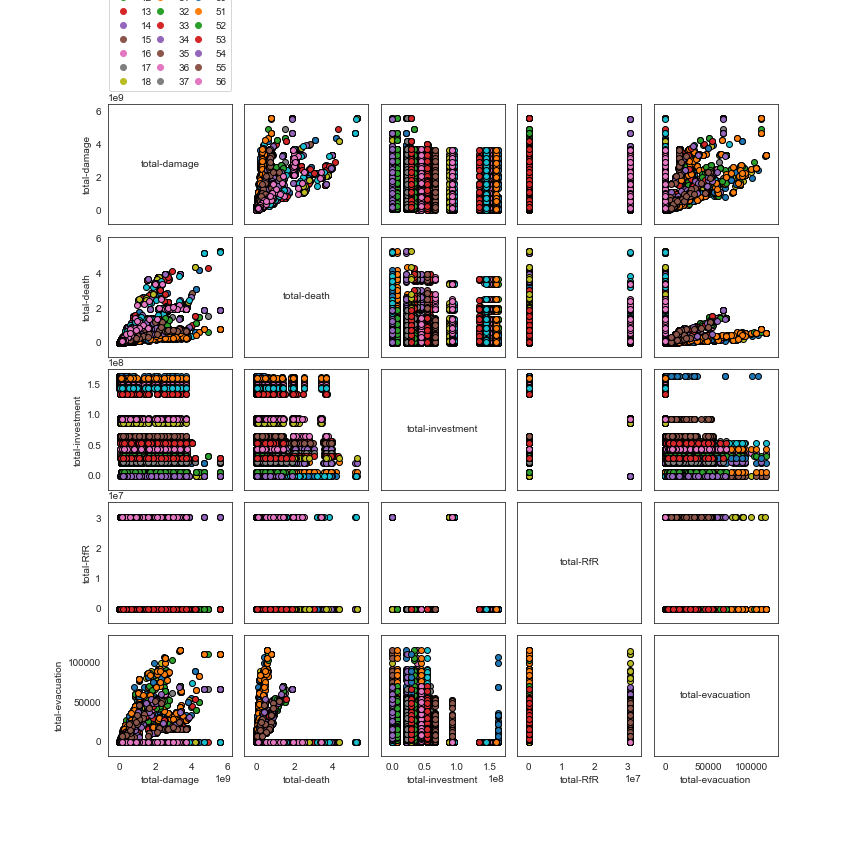 13 32 51
14 33 52
15 34 53
16 35 54
17 36 55
18 37 56
1e9
6
4
2
0
total-damage
total-damage
6
4
2
0
total-death
total-death
1e8
1.5
1.0
0.5
0.0
total-investment
total-investment
1e7
3
2
1
0
total-RfR
total-RfR
100000
50000
0
total-evacuation
total-evacuation
0 2 4 6
1e9
total-damage
0 2 4
total-death
0.0 0.5 1.0 1.5
1e8
total-investment
0 1 2 3
1e7
total-RfR
0 50000 100000
total-evacuation